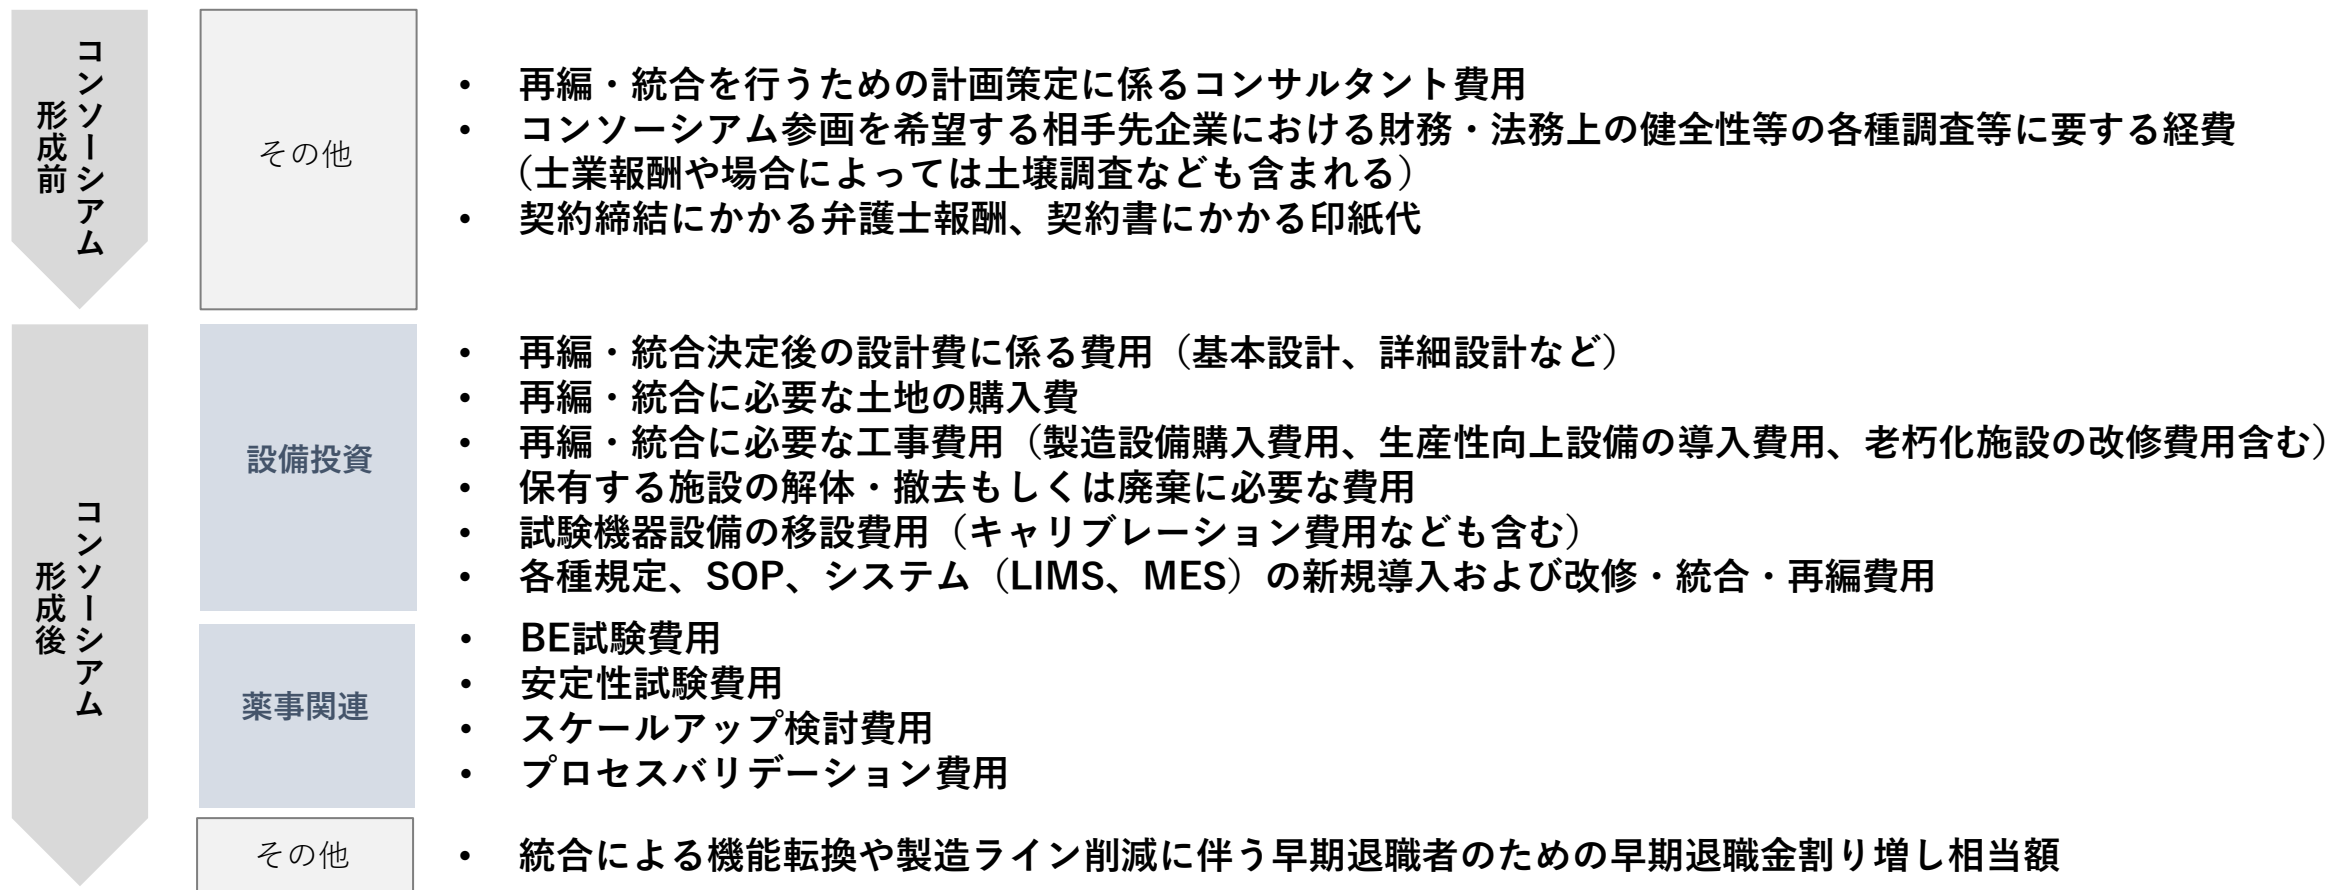 コンソーシアム
形成前
その他
• 再編・統合を行うための計画策定に係るコンサルタント費用
• コンソーシアム参画を希望する相手先企業における財務・法務上の健全性等の各種調査等に要する経費
（士業報酬や場合によっては土壌調査なども含まれる）
• 契約締結にかかる弁護士報酬、契約書にかかる印紙代
コンソーシアム
形成後
設備投資
• 再編・統合決定後の設計費に係る費用（基本設計、詳細設計など）
• 再編・統合に必要な土地の購入費
• 再編・統合に必要な工事費用（製造設備購入費用、生産性向上設備の導入費用、老朽化施設の改修費用含む）
• 保有する施設の解体・撤去もしくは廃棄に必要な費用
• 試験機器設備の移設費用（キャリブレーション費用なども含む）
• 各種規定、SOP、システム（LIMS、MES）の新規導入および改修・統合・再編費用
薬事関連
• BE試験費用
• 安定性試験費用
• スケールアップ検討費用
• プロセスバリデーション費用
その他
• 統合による機能転換や製造ライン削減に伴う早期退職者のための早期退職金割り増し相当額